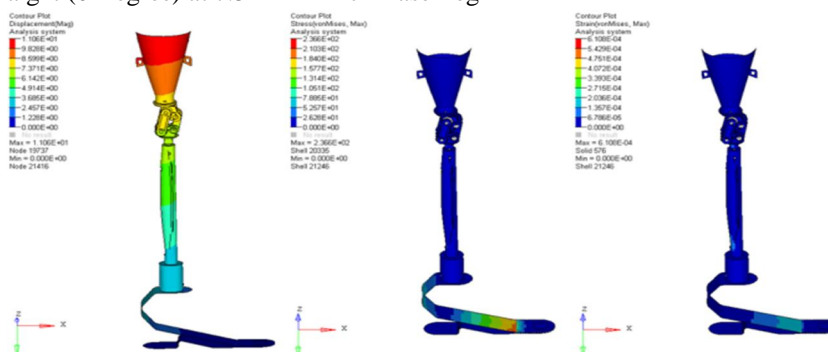 Contour Plot
Displacement(Mag)
Analysis system
1.106E+01
9.828E+00
8.599E+00
7.371E+00
6.142E+00
4.914E+00
3.685E+00
2.457E+00
1.228E+00
0.000E+00
No result
Max = 1.106E+01
Node 19737
Min = 0.000E+00
Node 21416
Z
X
Contour Plot
Stress(vonMises, Max)
Analysis system
2.366E+02
2.103E+02
1.840E+02
1.577E+02
1.314E+02
1.051E+02
7.885E+01
5.257E+01
2.628E+01
0.000E+00
No result
Max = 2.366E+02
Shell 20335
Min = 0.000E+00
Shell 21246
Z
X
Contour Plot
Strain(vonMises, Max)
Analysis system
6.108E-04
5.429E-04
4.751E-04
4.072E-04
3.393E-04
2.715E-04
2.036E-04
1.357E-04
6.786E-05
0.000E+00
No result
Max = 6.108E-04
Solid 576
Min = 0.000E+00
Shell 21246
Z
X